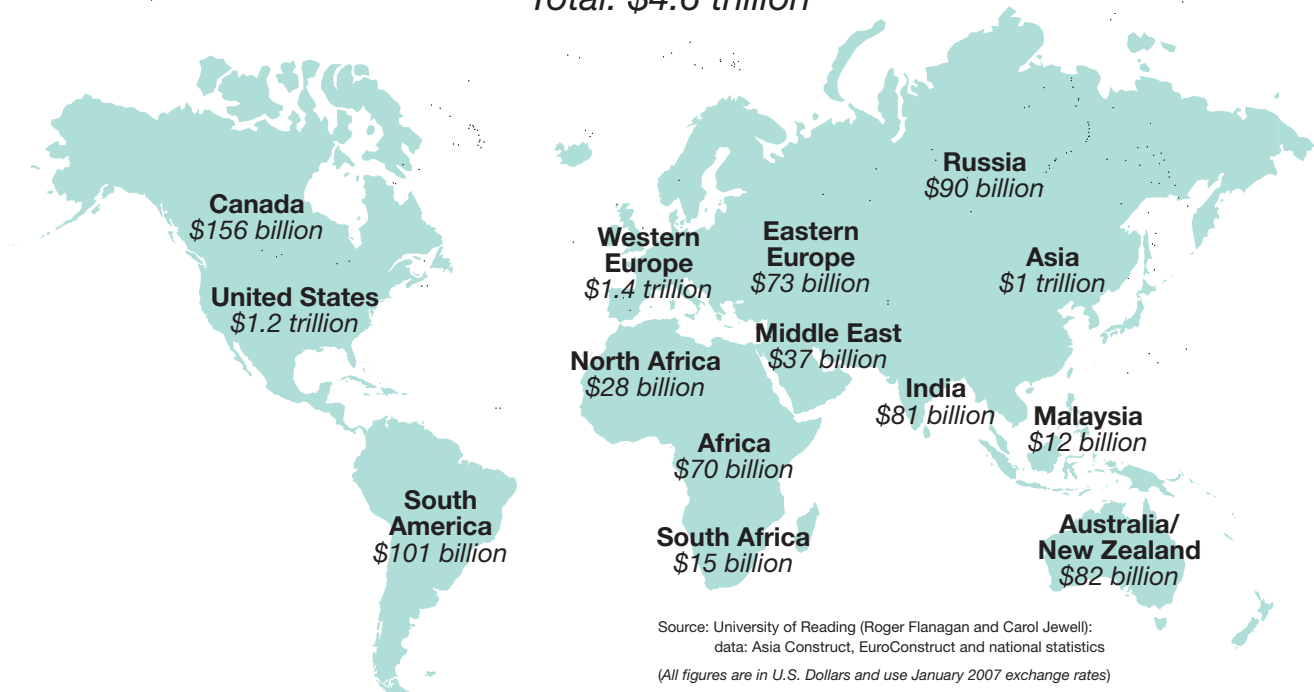 Total: $4.6 trillion
Russia
$90 billion
Canada
$156 billion
Western
Europe
$1.4 trillion
Eastern
Europe
$73 billion
Asia
$1 trillion
United States
$1.2 trillion
Middle East
$37 billion
North Africa
$28 billion
India
$81 billion
Malaysia
$12 billion
Africa
$70 billion
South
America
$101 billion
South Africa
$15 billion
Australia/
New Zealand
$82 billion
Source: University of Reading (Roger Flanagan and Carol Jewell):
data: Asia Construct, EuroConstruct and national statistics
(All figures are in U.S. Dollars and use January 2007 exchange rates)